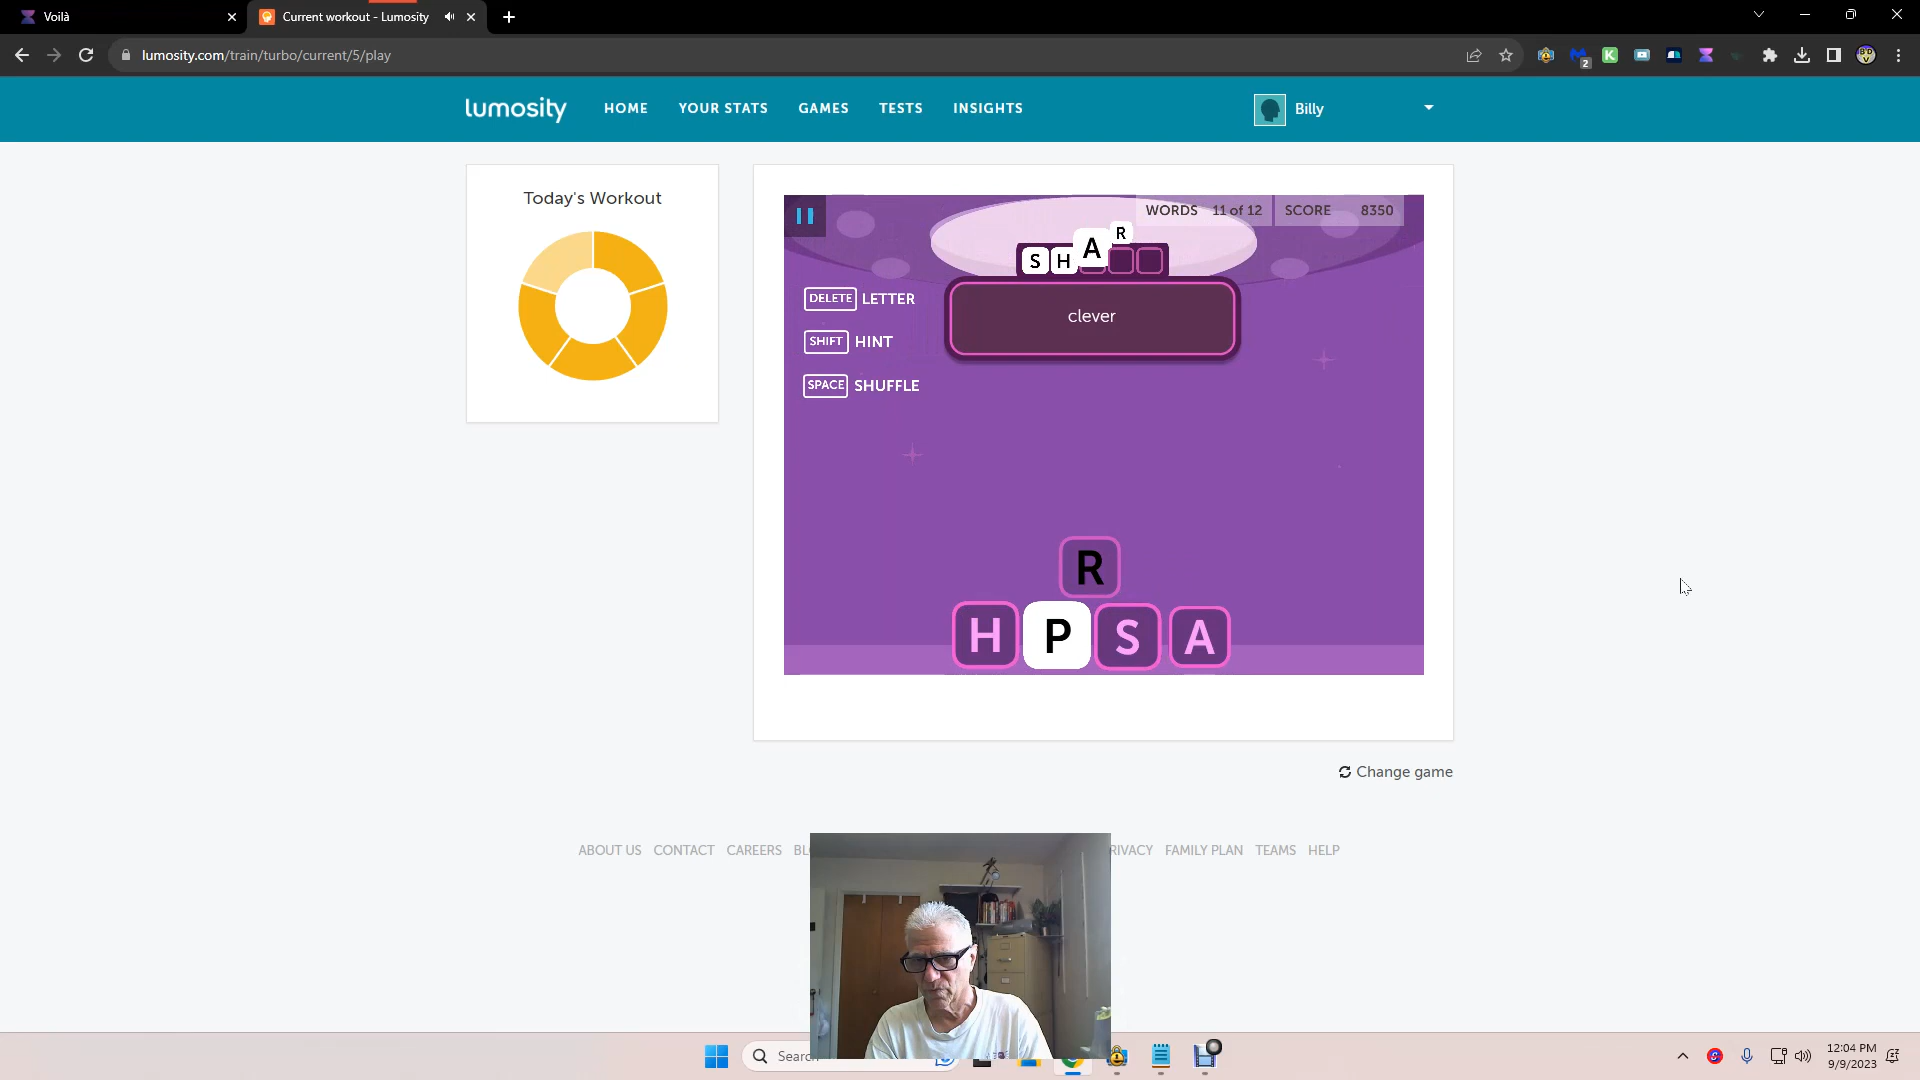 Voilà
Current workout - Lumosity
lumosity.com/train/turbo/current/5/play
2
lumosity
HOME
YOUR STATS
GAMES
TESTS
INSIGHTS
Billy
Today's Workout
WORDS 11 of 12
SCORE 8350
R
S H A
clever
DELETE LETTER
SHIFT HINT
SPACE SHUFFLE
R
H P S A
Change game
ABOUT US CONTACT CAREERS
FAMILY PLAN TEAMS HELP
12:04 PM
9/9/2023